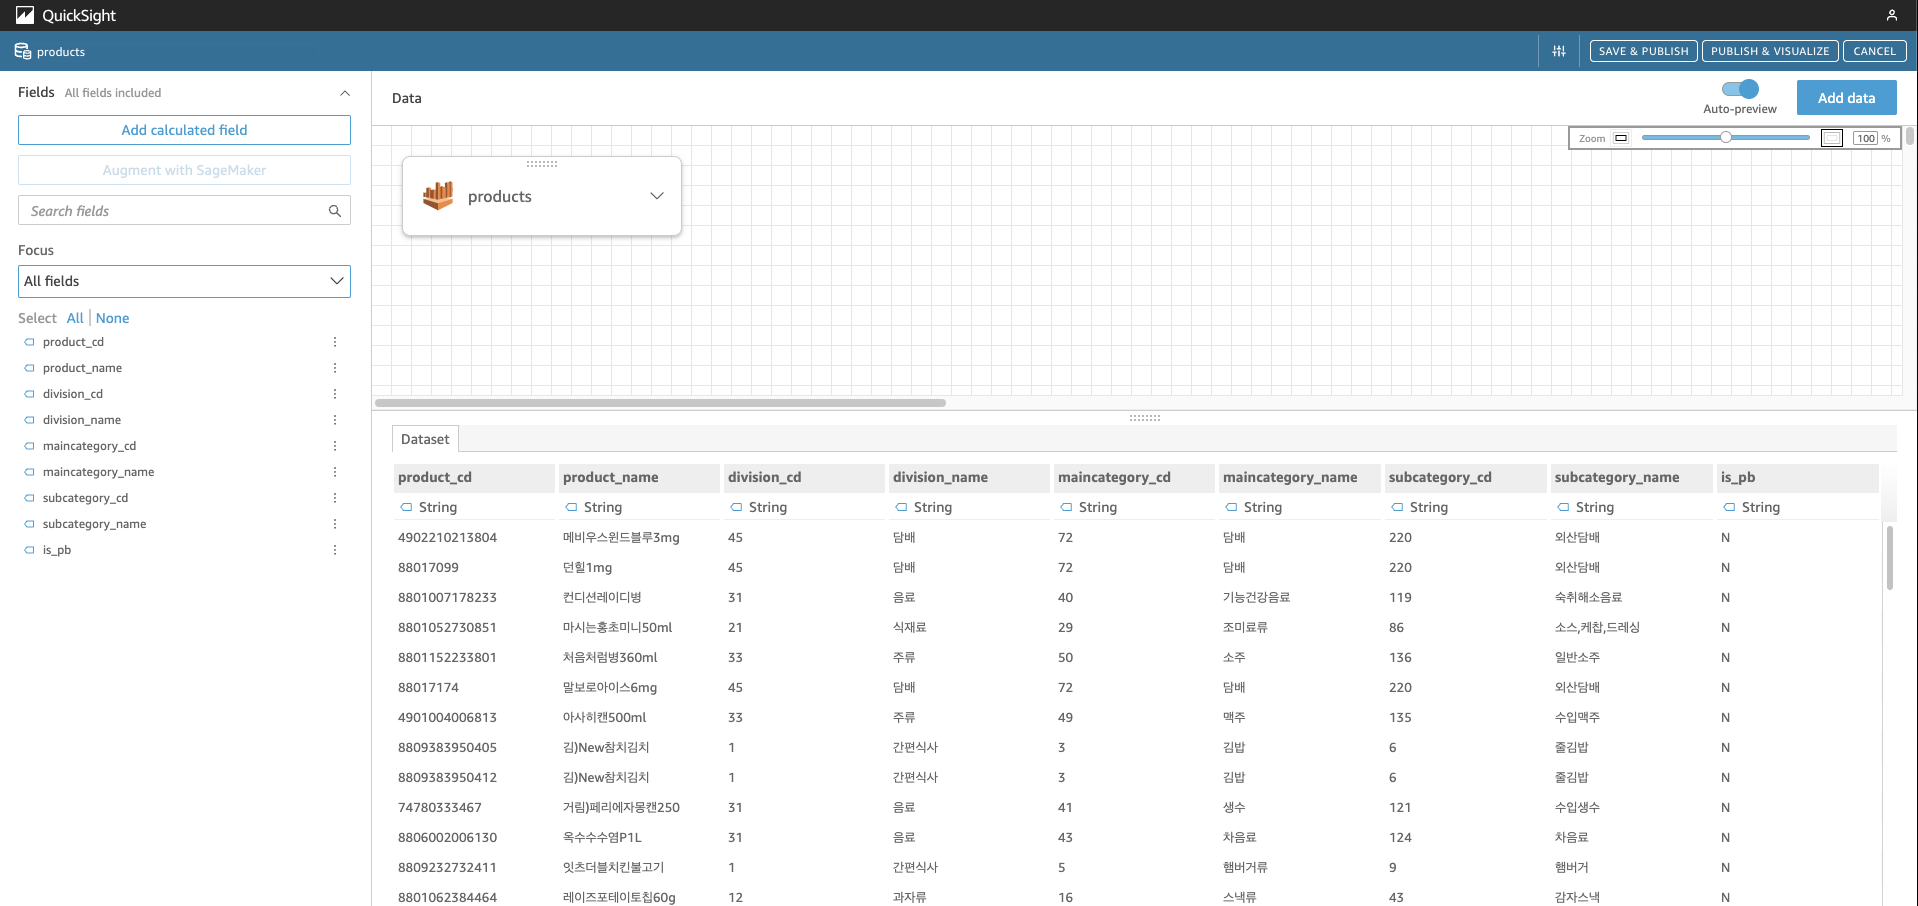 QuickSight
products
SAVE & PUBLISH
PUBLISH & VISUALIZE
CANCEL
Fields All fields included
Add calculated field
Augment with SageMaker
Search fields
Focus
All fields
Select All | None
product_cd
product_name
division_cd
division_name
maincategory_cd
maincategory_name
subcategory_cd
subcategory_name
is_pb
Data
Auto-preview
Add data
Zoom 100 %
products
Dataset
product_cd product_name division_cd division_name maincategory_cd maincategory_name subcategory_cd subcategory_name is_pb
String String String String String String String String String
4902210213804 메비우스윈드블루3mg 45 담배 72 담배 220 외산담배 N
88017099 던힐1mg 45 담배 72 담배 220 외산담배 N
8801007178233 컨디션레이디병 31 음료 40 기능건강음료 119 숙취해소음료 N
8801052730851 마시는홍초미니50ml 21 식재료 29 조미료류 86 소스,케찹,드레싱 N
8801152233801 처음처럼병360ml 33 주류 50 소주 136 일반소주 N
88017174 말보로아이스6mg 45 담배 72 담배 220 외산담배 N
4901004006813 아사히캔500ml 33 주류 49 맥주 135 수입맥주 N
8809383950405 김)New참치김치 1 간편식사 3 김밥 6 줄김밥 N
8809383950412 김)New참치김치 1 간편식사 3 김밥 6 줄김밥 N
74780333467 거림)페리에자몽캔250 31 음료 41 생수 121 수입생수 N
8806002006130 옥수수수염P1L 31 음료 43 차음료 124 차음료 N
8809232732411 잇츠더블치킨불고기 1 간편식사 5 햄버거류 9 햄버거 N
8801062384464 레이즈포테이토칩60g 12 과자류 16 스낵류 43 감자스낵 N